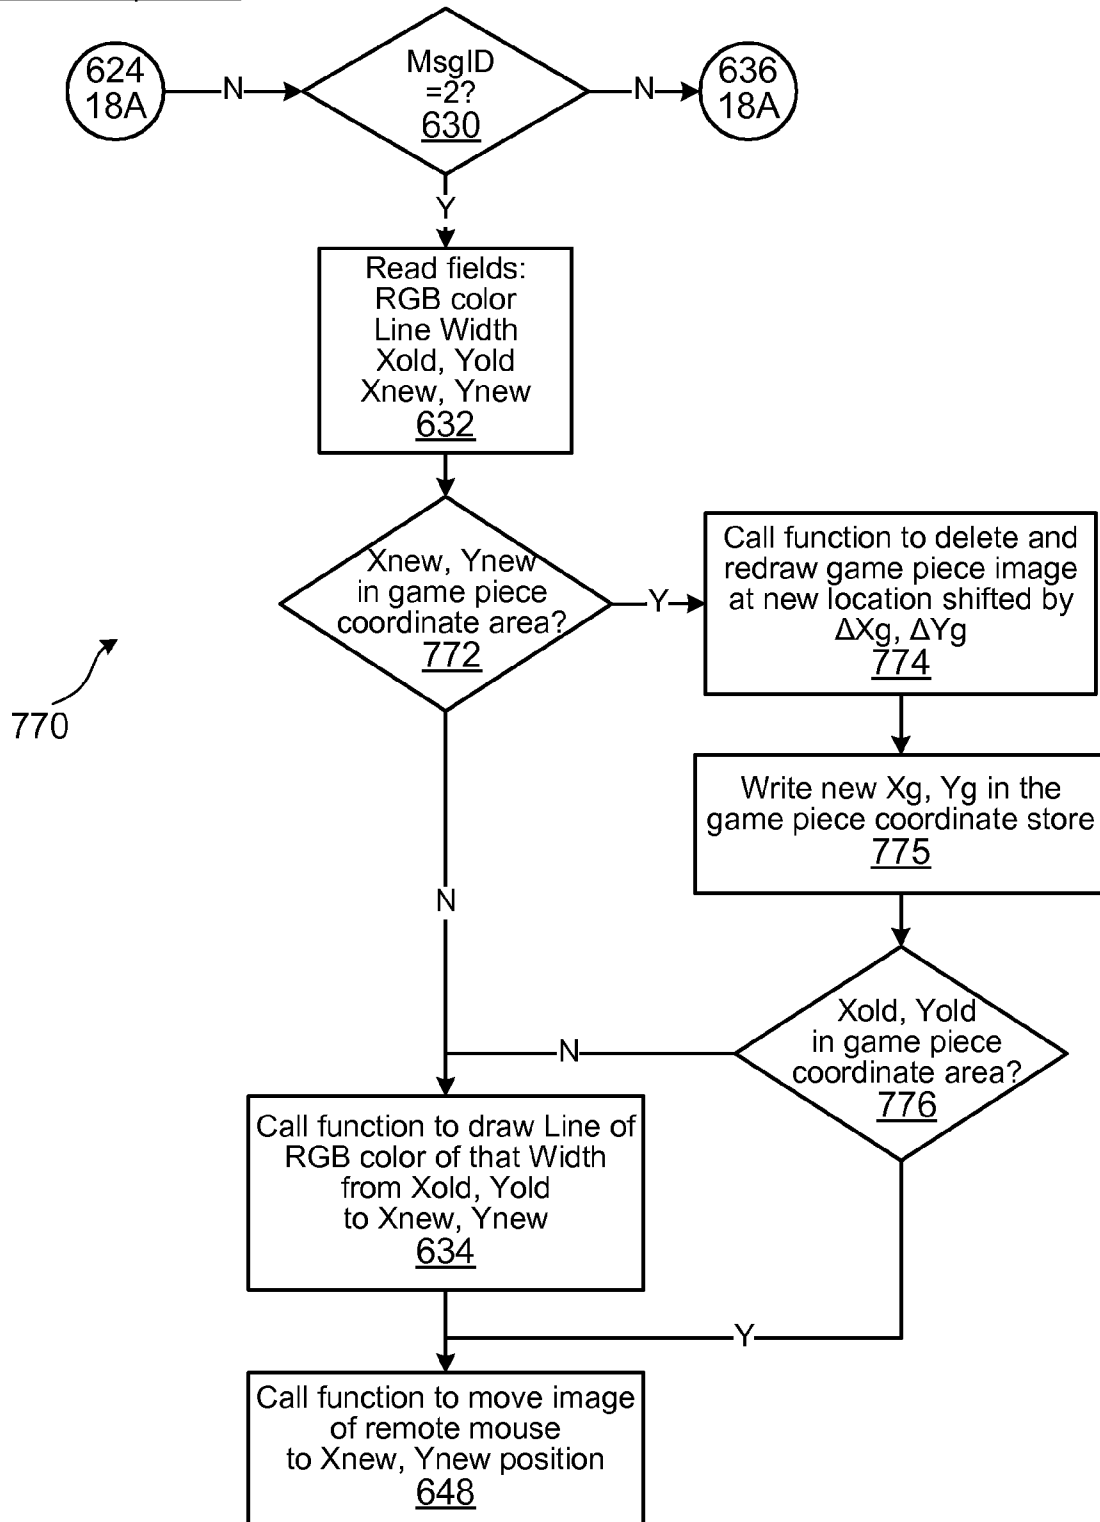 624
18A
N
MsgID
=2?
630
N
636
18A
Y
Read fields:
RGB color
Line Width
Xold, Yold
Xnew, Ynew
632
Xnew, Ynew
in game piece
coordinate area?
772
Y
Call function to delete and
redraw game piece image
at new location shifted by
ΔXg, ΔYg
774
770
Write new Xg, Yg in the
game piece coordinate store
775
N
Xold, Yold
in game piece
coordinate area?
776
N
Call function to draw Line of
RGB color of that Width
from Xold, Yold
to Xnew, Ynew
634
Y
Call function to move image
of remote mouse
to Xnew, Ynew position
648